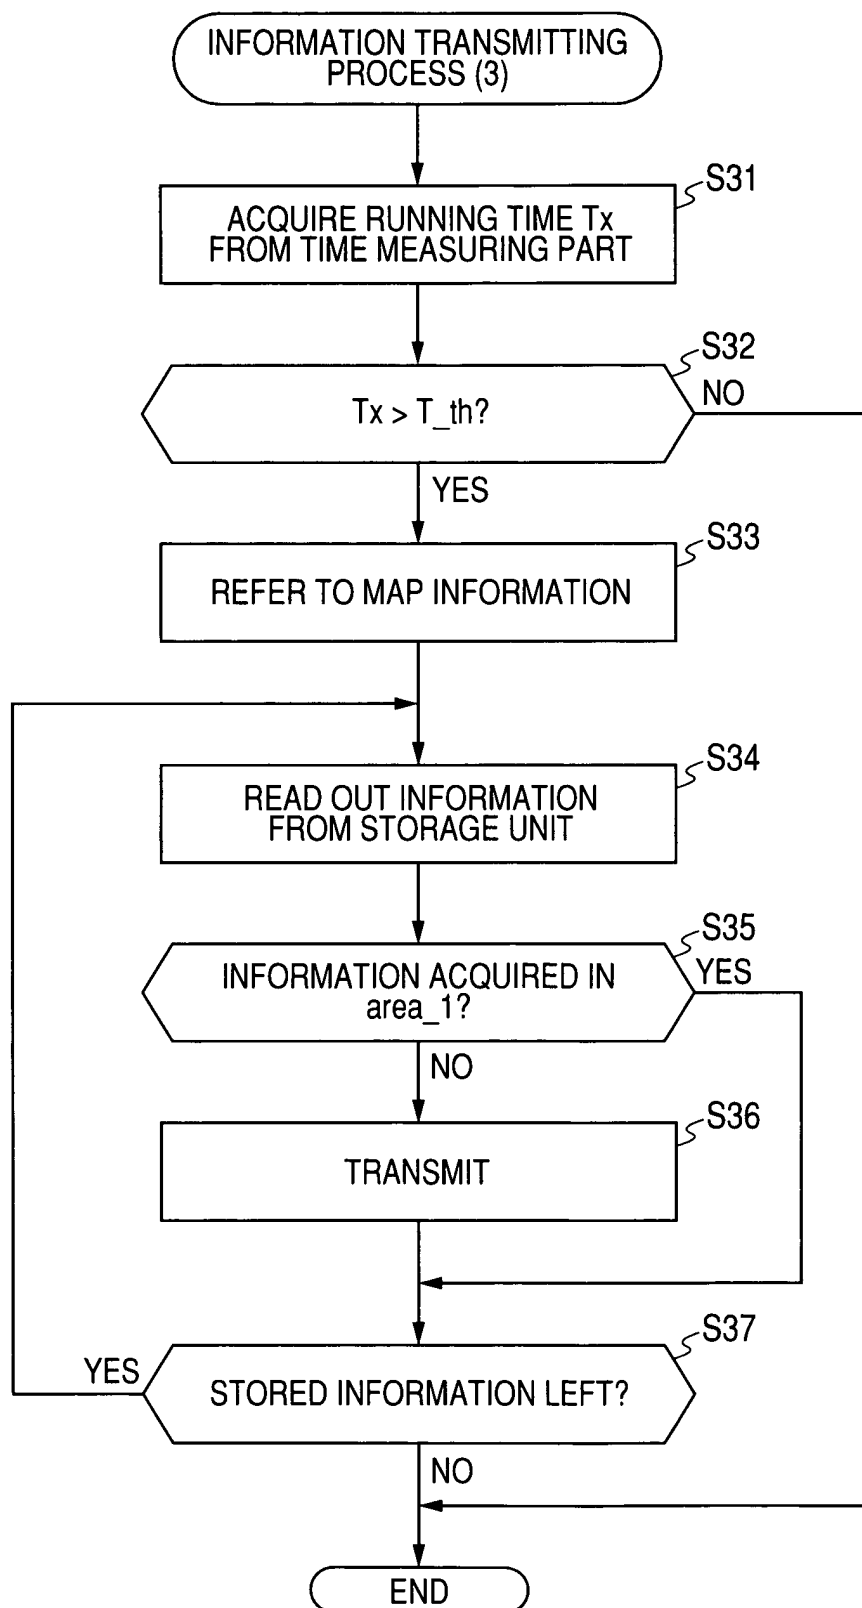 INFORMATION TRANSMITTING
PROCESS (3)
S31
ACQUIRE RUNNING TIME Tx
FROM TIME MEASURING PART
S32
Tx > T_th?
NO
YES
S33
REFER TO MAP INFORMATION
S34
READ OUT INFORMATION
FROM STORAGE UNIT
S35
INFORMATION ACQUIRED IN
area_1?
YES
NO
S36
TRANSMIT
S37
YES
STORED INFORMATION LEFT?
NO
END